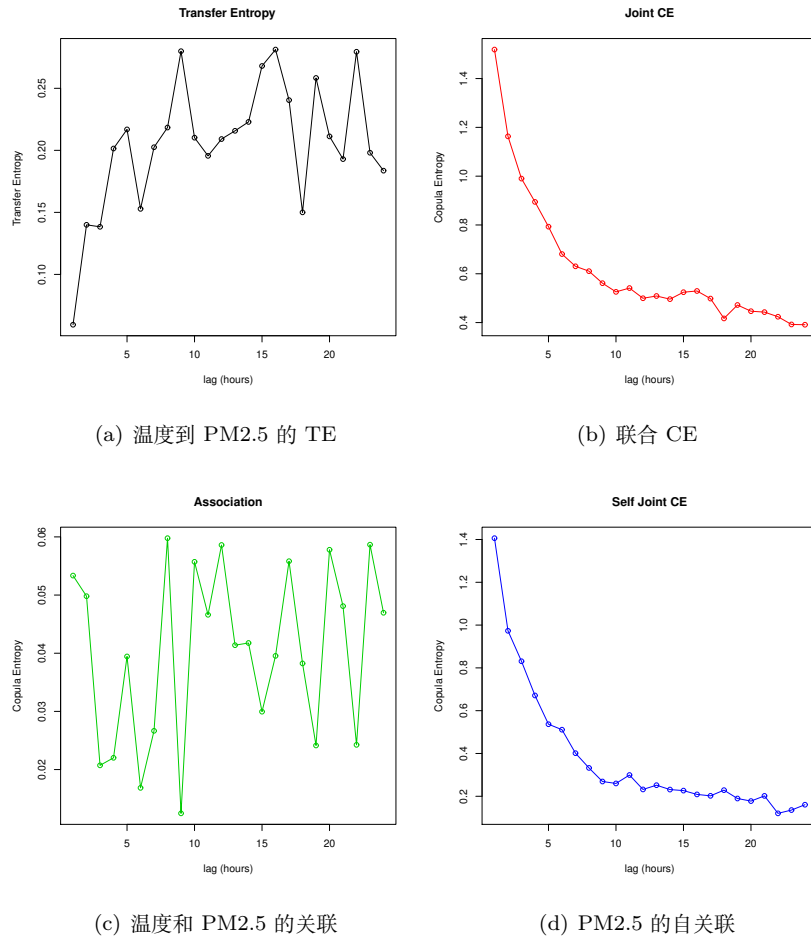 Transfer Entropy
Transfer Entropy
0.10 0.15 0.20 0.25
5 10 15 20
lag (hours)
(a) 温度到 PM2.5 的 TE
Joint CE
Copula Entropy
0.4 0.6 0.8 1.0 1.2 1.4
5 10 15 20
lag (hours)
(b) 联合 CE
Association
Copula Entropy
0.02 0.03 0.04 0.05 0.06
5 10 15 20
lag (hours)
(c) 温度和 PM2.5 的关联
Self Joint CE
Copula Entropy
0.2 0.4 0.6 0.8 1.0 1.2 1.4
5 10 15 20
lag (hours)
(d) PM2.5 的自关联